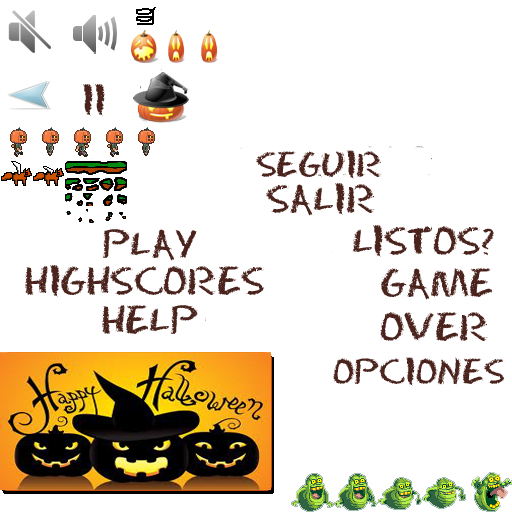 SEGUIR
SALIR
PLAY
LISTOS?
HIGHSCORES
GAME
HELP
OVER
OPCIONES
Happy Halloween